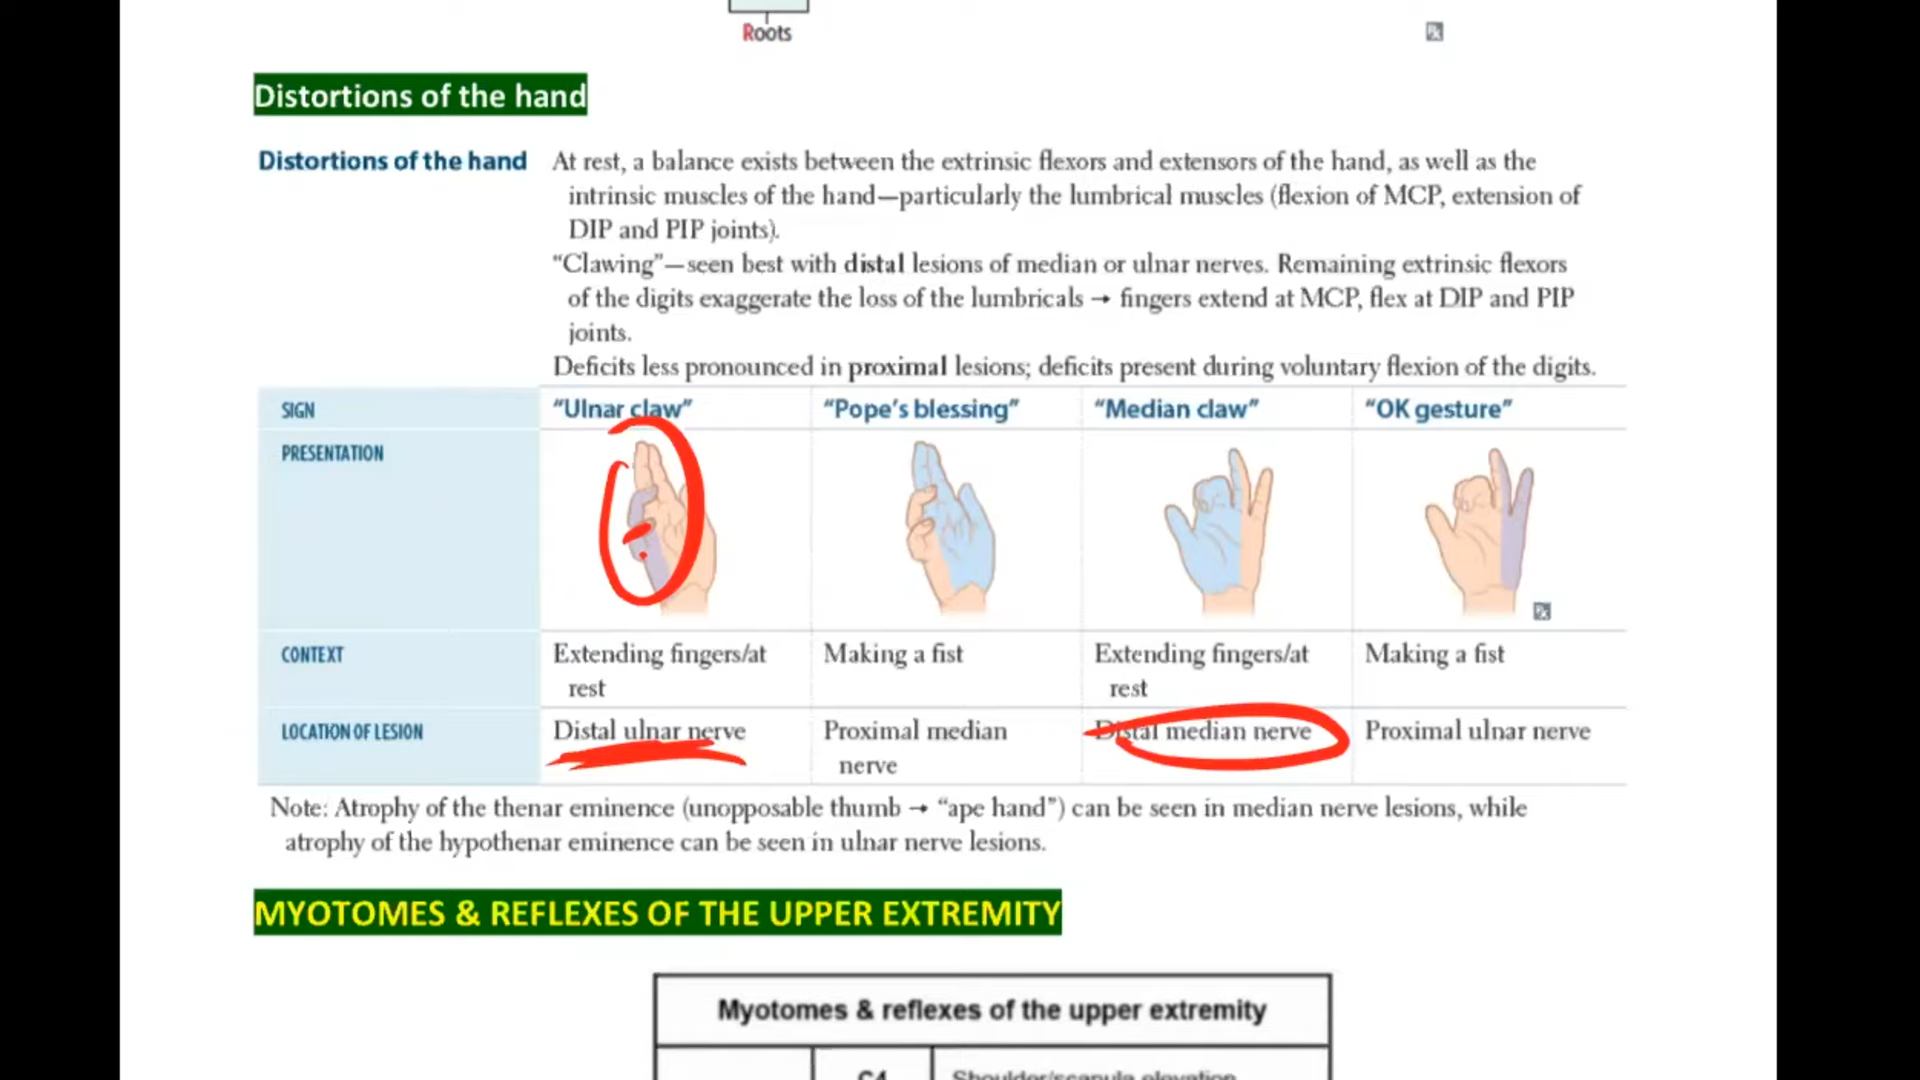 Roots
Distortions of the hand
Distortions of the hand
At rest, a balance exists between the extrinsic flexors and extensors of the hand, as well as the
intrinsic muscles of the hand—particularly the lumbrical muscles (flexion of MCP, extension of
DIP and PIP joints).
“Clawing”—seen best with distal lesions of median or ulnar nerves. Remaining extrinsic flexors
of the digits exaggerate the loss of the lumbricals → fingers extend at MCP, flex at DIP and PIP
joints.
Deficits less pronounced in proximal lesions; deficits present during voluntary flexion of the digits.
SIGN “Ulnar claw” “Pope’s blessing” “Median claw” “OK gesture”
PRESENTATION
CONTEXT Extending fingers/at Making a fist Extending fingers/at Making a fist
rest rest
LOCATION OF LESION Distal ulnar nerve Proximal median Distal median nerve Proximal ulnar nerve
nerve
Note: Atrophy of the thenar eminence (unopposable thumb → “ape hand”) can be seen in median nerve lesions, while
atrophy of the hypothenar eminence can be seen in ulnar nerve lesions.
MYOTOMES & REFLEXES OF THE UPPER EXTREMITY
Myotomes & reflexes of the upper extremity
C4 Shoulder/scapula elevation